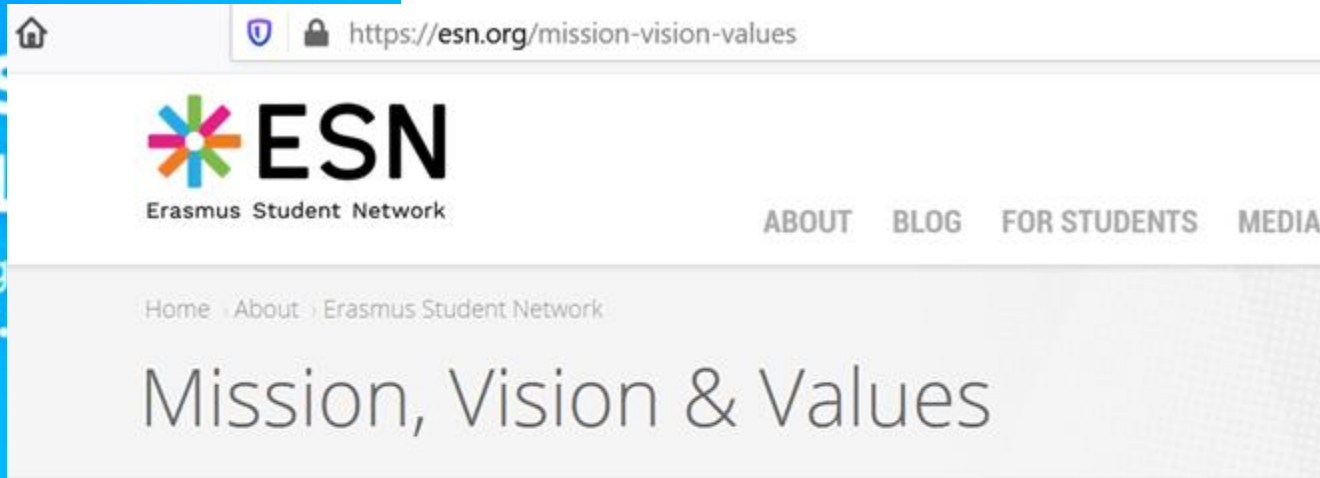 https://esn.org/mission-vision-values
ESN
Erasmus Student Network
ABOUT BLOG FOR STUDENTS MEDIA
Home › About › Erasmus Student Network
Mission, Vision & Values